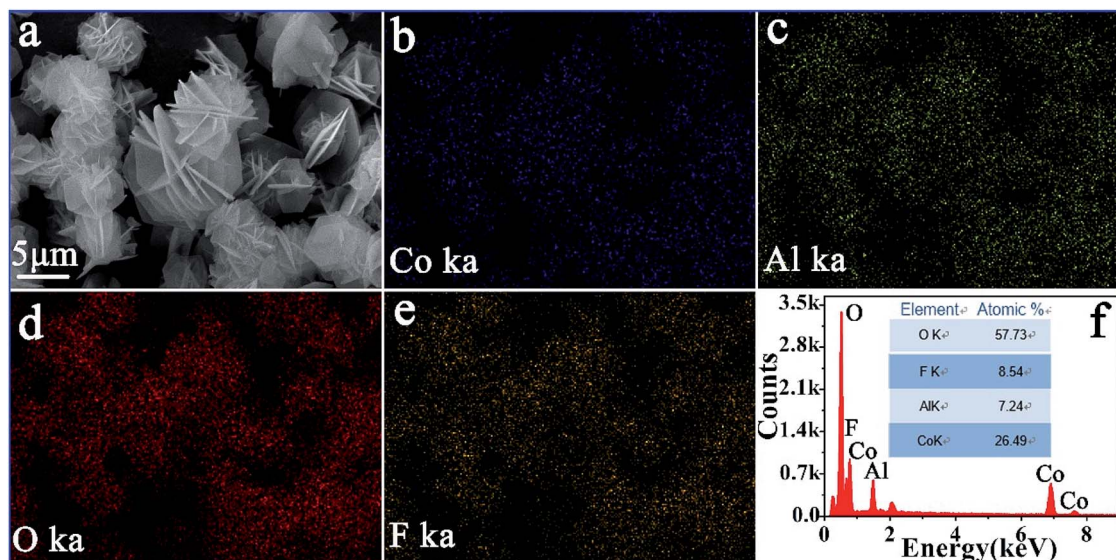 a
5μm
b
Co ka
c
Al ka
d
O ka
e
F ka
f
3.5k
2.8k
2.1k
1.4k
0.7k
0.0
Counts
O
F
Co
Al
Co
Co
Element↵ Atomic %↵
O K↵ 57.73↵
F K↵ 8.54↵
AlK↵ 7.24↵
CoK↵ 26.49↵
0 2 4 6 8
Energy(keV)